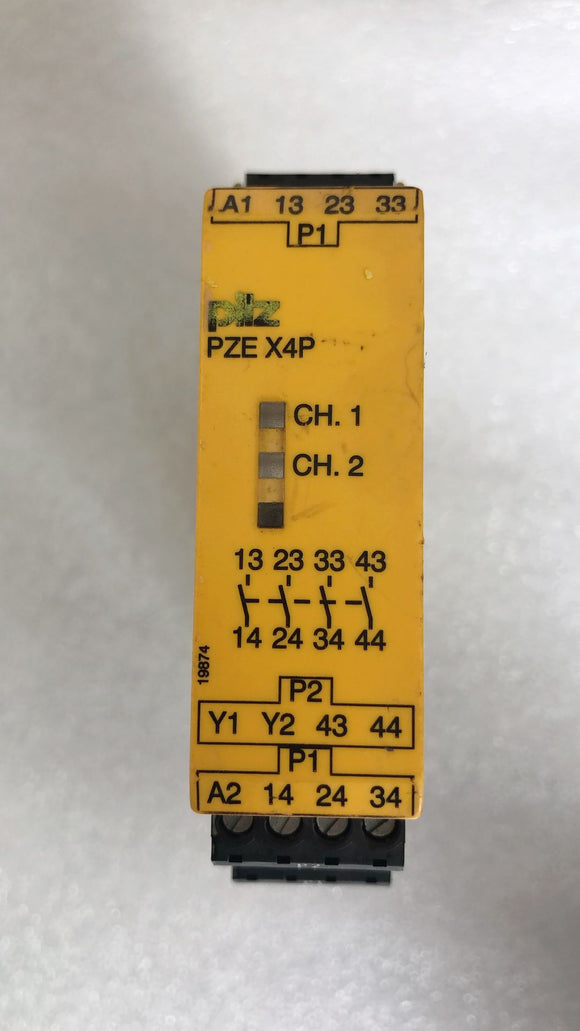 A1 13 23 33
P1
pilz
PZE X4P
CH. 1
CH. 2
13 23 33 43
14 24 34 44
19874
P2
Y1 Y2 43 44
P1
A2 14 24 34